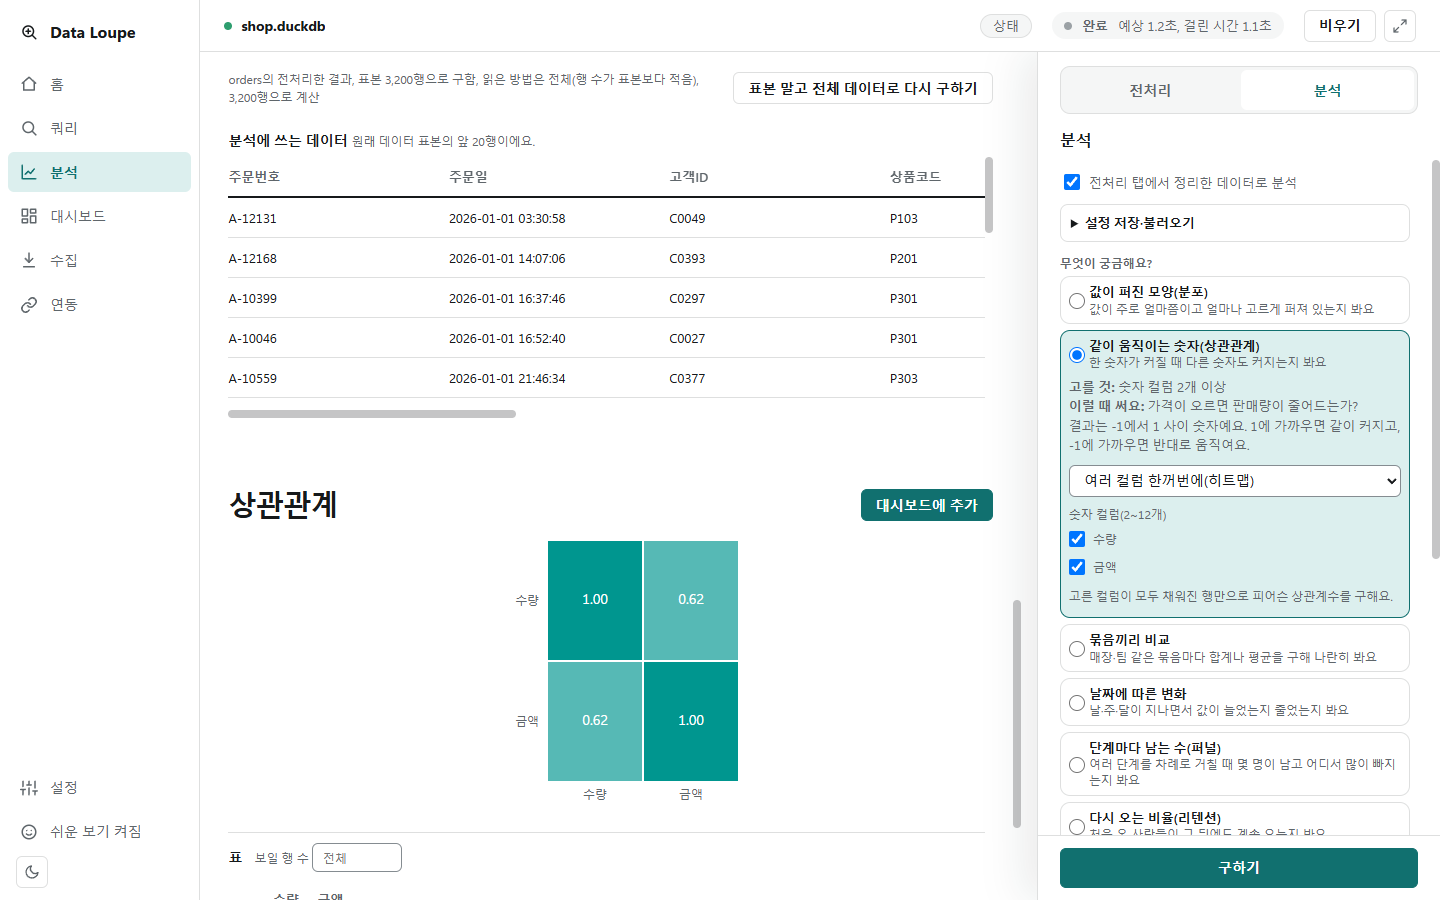 Data Loupe
홈
쿼리
분석
대시보드
수집
연동
설정
쉬운 보기 켜짐
shop.duckdb
상태
완료 예상 1.2초, 걸린 시간 1.1초
비우기
orders의 전처리한 결과, 표본 3,200행으로 구함, 읽은 방법은 전체(행 수가 표본보다 적음),
3,200행으로 계산
표본 말고 전체 데이터로 다시 구하기
분석에 쓰는 데이터 원래 데이터 표본의 앞 20행이에요.
주문번호 주문일 고객ID 상품코드
A-12131 2026-01-01 03:30:58 C0049 P103
A-12168 2026-01-01 14:07:06 C0393 P201
A-10399 2026-01-01 16:37:46 C0297 P301
A-10046 2026-01-01 16:52:40 C0027 P301
A-10559 2026-01-01 21:46:34 C0377 P303
상관관계
대시보드에 추가
수량 1.00 0.62
금액 0.62 1.00
수량 금액
표 보일 행 수 전체
수량 금액
전처리 분석
분석
전처리 탭에서 정리한 데이터로 분석
▶ 설정 저장·불러오기
무엇이 궁금해요?
값이 퍼진 모양(분포)
값이 주로 얼마쯤이고 얼마나 고르게 퍼져 있는지 봐요
같이 움직이는 숫자(상관관계)
한 숫자가 커질 때 다른 숫자도 커지는지 봐요
고를 것: 숫자 컬럼 2개 이상
이럴 때 써요: 가격이 오르면 판매량이 줄어드는가?
결과는 -1에서 1 사이 숫자예요. 1에 가까우면 같이 커지고,
-1에 가까우면 반대로 움직여요.
여러 컬럼 한꺼번에(히트맵)
숫자 컬럼(2~12개)
수량
금액
고른 컬럼이 모두 채워진 행만으로 피어슨 상관계수를 구해요.
묶음끼리 비교
매장·팀 같은 묶음마다 합계나 평균을 구해 나란히 봐요
날짜에 따른 변화
날·주·달이 지나면서 값이 늘었는지 줄었는지 봐요
단계마다 남는 수(퍼널)
여러 단계를 차례로 거칠 때 몇 명이 남고 어디서 많이 빠지
는지 봐요
다시 오는 비율(리텐션)
처음 온 사람들이 그 뒤에도 계속 오는지 봐요
구하기